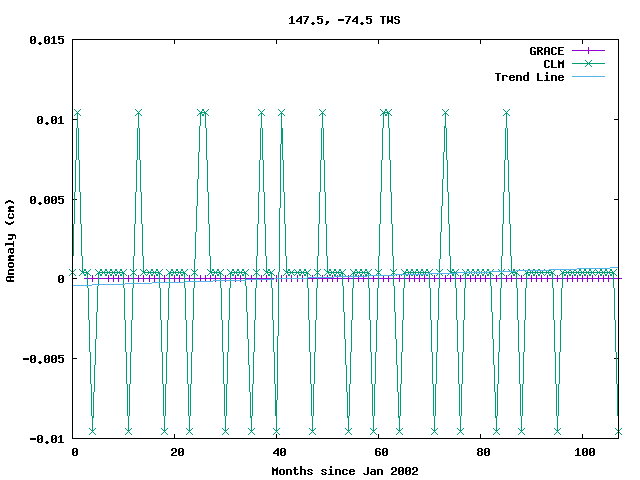 147.5, -74.5 TWS
GRACE
CLM
Trend Line
0.015
0.01
0.005
0
-0.005
-0.01
Anomaly (cm)
0 20 40 60 80 100
Months since Jan 2002